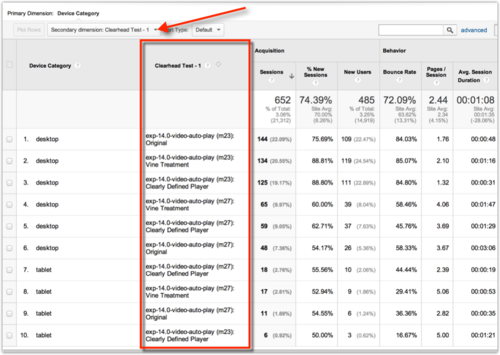 Primary Dimension: Device Category
Plot Rows Secondary dimension: Clearhead Test - 1 Sort Type: Default advanced
Device Category Clearhead Test - 1 Acquisition Behavior
Sessions % New Sessions New Users Bounce Rate Pages / Session Avg. Session Duration
652 74.39% 485 72.09% 2.44 00:01:08
% of Total: 3.06% (21,312) Site Avg: 70.00% (6.28%) % of Total: 3.25% (14,919) Site Avg: 63.62% (13.31%) Site Avg: 2.34 (4.15%) Site Avg: 00:01:35 (-28.08%)
1. desktop exp-14.0-video-auto-play (m23): Original 144 (22.09%) 75.69% 109 (22.47%) 84.03% 1.76 00:00:48
2. desktop exp-14.0-video-auto-play (m23): Vine Treatment 134 (20.55%) 88.81% 119 (24.54%) 85.07% 2.10 00:01:16
3. desktop exp-14.0-video-auto-play (m23): Clearly Defined Player 125 (19.17%) 88.80% 111 (22.89%) 84.80% 1.32 00:00:31
4. desktop exp-14.0-video-auto-play (m27): Vine Treatment 65 (9.97%) 60.00% 39 (8.04%) 58.46% 4.06 00:01:47
5. desktop exp-14.0-video-auto-play (m27): Clearly Defined Player 59 (9.05%) 62.71% 37 (7.63%) 45.76% 3.69 00:01:29
6. desktop exp-14.0-video-auto-play (m27): Original 48 (7.36%) 54.17% 26 (5.36%) 58.33% 3.67 00:03:06
7. tablet exp-14.0-video-auto-play (m27): Clearly Defined Player 18 (2.76%) 55.56% 10 (2.06%) 44.44% 2.39 00:01:19
8. tablet exp-14.0-video-auto-play (m27): Vine Treatment 17 (2.61%) 52.94% 9 (1.86%) 29.41% 5.06 00:00:53
9. tablet exp-14.0-video-auto-play (m27): Original 11 (1.69%) 54.55% 6 (1.24%) 36.36% 2.82 00:00:35
10. tablet exp-14.0-video-auto-play (m23): Clearly Defined Player 6 (0.92%) 50.00% 3 (0.62%) 16.67% 5.00 00:01:21